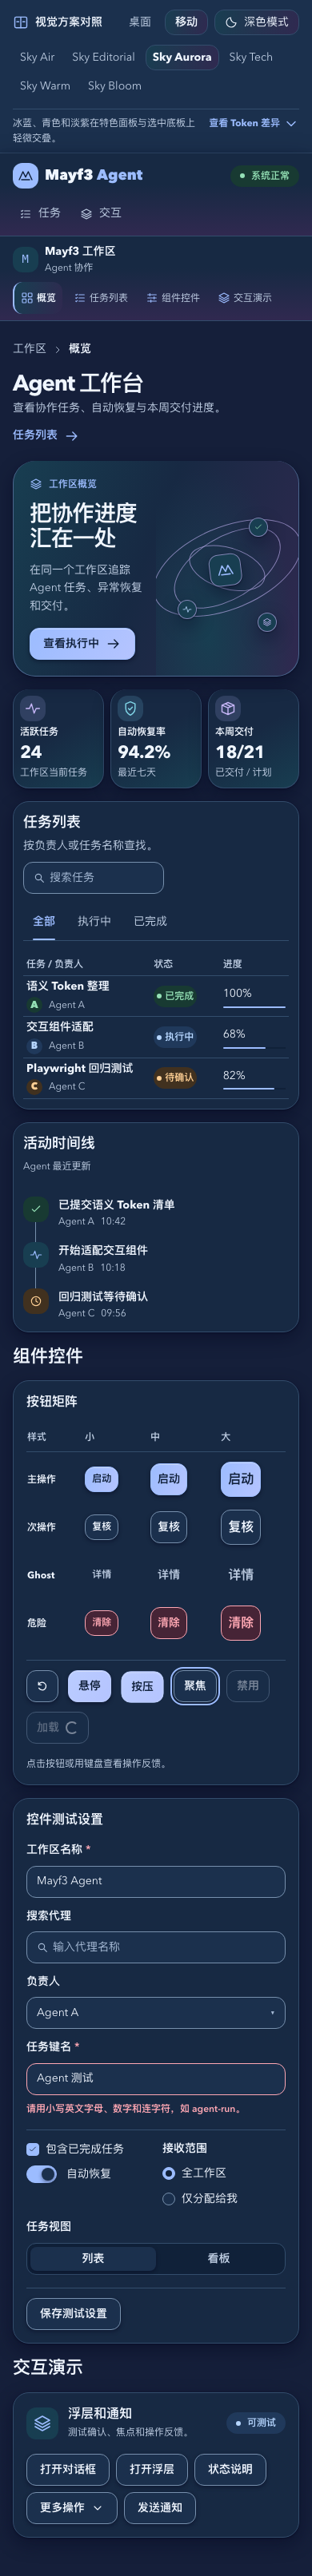 视觉方案对照 桌面 移动 深色模式
Sky Air Sky Editorial Sky Aurora Sky Tech
Sky Warm Sky Bloom
冰蓝、青色和淡紫在特色面板与选中底板上
轻微交叠。
查看 Token 差异
Mayf3 Agent 系统正常
任务 交互
M
Mayf3 工作区
Agent 协作
概览 任务列表 组件控件 交互演示
工作区 › 概览
Agent 工作台
查看协作任务、自动恢复与本周交付进度。
任务列表 →
工作区概览
把协作进度
汇在一处
在同一个工作区追踪
Agent 任务、异常恢复
和交付。
查看执行中 →
活跃任务
24
工作区当前任务
自动恢复率
94.2%
最近七天
本周交付
18/21
已交付 / 计划
任务列表
按负责人或任务名称查找。
搜索任务
全部 执行中 已完成
任务 / 负责人 状态 进度
语义 Token 整理
A Agent A
已完成 100%
交互组件适配
B Agent B
执行中 68%
Playwright 回归测试
C Agent C
待确认 82%
活动时间线
Agent 最近更新
已提交语义 Token 清单
Agent A 10:42
开始适配交互组件
Agent B 10:18
回归测试等待确认
Agent C 09:56
组件控件
按钮矩阵
样式 小 中 大
主操作 启动 启动 启动
次操作 复核 复核 复核
Ghost 详情 详情 详情
危险 清除 清除 清除
悬停 按压 聚焦 禁用
加载
点击按钮或用键盘查看操作反馈。
控件测试设置
工作区名称 *
Mayf3 Agent
搜索代理
输入代理名称
负责人
Agent A
任务键名 *
Agent 测试
请用小写英文字母、数字和连字符，如 agent-run。
包含已完成任务
自动恢复
接收范围
全工作区
仅分配给我
任务视图
列表 看板
保存测试设置
交互演示
浮层和通知
测试确认、焦点和操作反馈。
可测试
打开对话框 打开浮层 状态说明
更多操作 发送通知